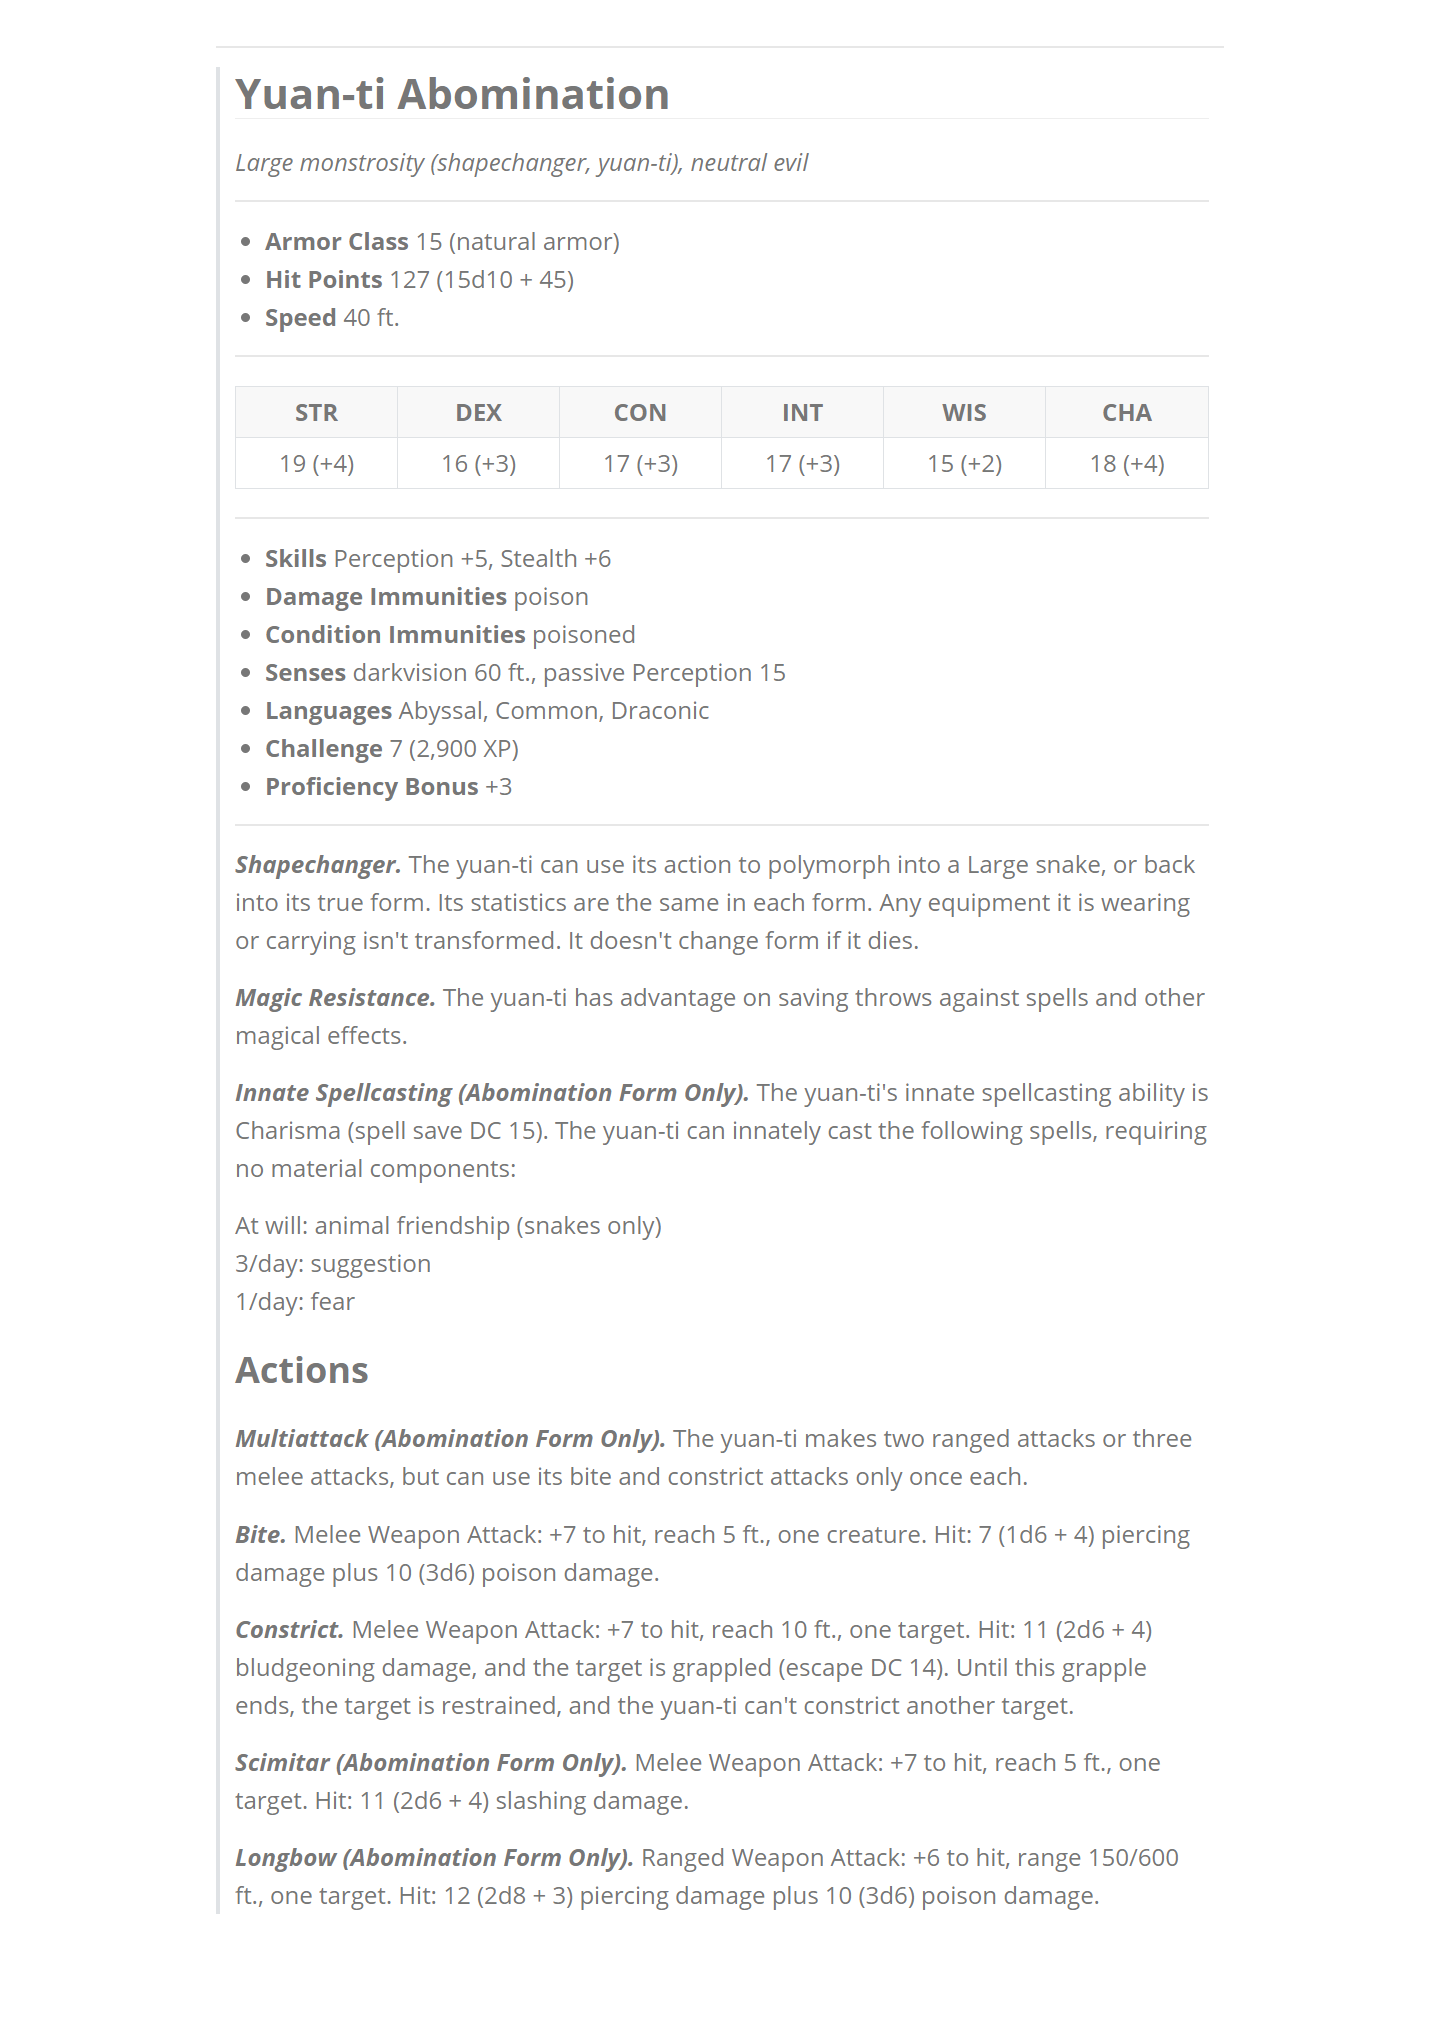 Yuan-ti Abomination
Large monstrosity (shapechanger, yuan-ti), neutral evil
• Armor Class 15 (natural armor)
• Hit Points 127 (15d10 + 45)
• Speed 40 ft.
STR DEX CON INT WIS CHA
19 (+4) 16 (+3) 17 (+3) 17 (+3) 15 (+2) 18 (+4)
• Skills Perception +5, Stealth +6
• Damage Immunities poison
• Condition Immunities poisoned
• Senses darkvision 60 ft., passive Perception 15
• Languages Abyssal, Common, Draconic
• Challenge 7 (2,900 XP)
• Proficiency Bonus +3
Shapechanger. The yuan-ti can use its action to polymorph into a Large snake, or back
into its true form. Its statistics are the same in each form. Any equipment it is wearing
or carrying isn't transformed. It doesn't change form if it dies.
Magic Resistance. The yuan-ti has advantage on saving throws against spells and other
magical effects.
Innate Spellcasting (Abomination Form Only). The yuan-ti's innate spellcasting ability is
Charisma (spell save DC 15). The yuan-ti can innately cast the following spells, requiring
no material components:
At will: animal friendship (snakes only)
3/day: suggestion
1/day: fear
Actions
Multiattack (Abomination Form Only). The yuan-ti makes two ranged attacks or three
melee attacks, but can use its bite and constrict attacks only once each.
Bite. Melee Weapon Attack: +7 to hit, reach 5 ft., one creature. Hit: 7 (1d6 + 4) piercing
damage plus 10 (3d6) poison damage.
Constrict. Melee Weapon Attack: +7 to hit, reach 10 ft., one target. Hit: 11 (2d6 + 4)
bludgeoning damage, and the target is grappled (escape DC 14). Until this grapple
ends, the target is restrained, and the yuan-ti can't constrict another target.
Scimitar (Abomination Form Only). Melee Weapon Attack: +7 to hit, reach 5 ft., one
target. Hit: 11 (2d6 + 4) slashing damage.
Longbow (Abomination Form Only). Ranged Weapon Attack: +6 to hit, range 150/600
ft., one target. Hit: 12 (2d8 + 3) piercing damage plus 10 (3d6) poison damage.